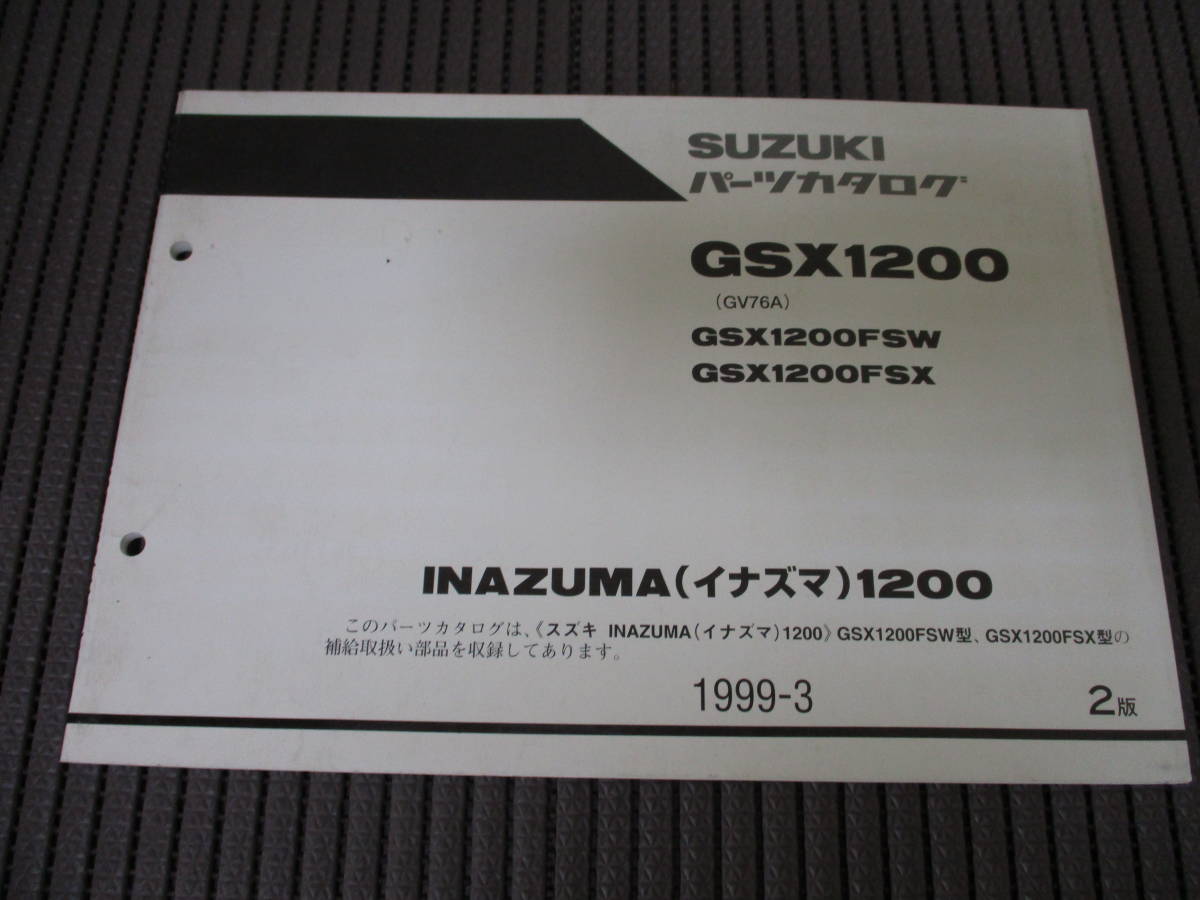 SUZUKI
パーツカタログ
GSX1200
(GV76A)
GSX1200FSW
GSX1200FSX
INAZUMA(イナズマ)1200
このパーツカタログは、《スズキ INAZUMA(イナズマ)1200》GSX1200FSW型、GSX1200FSX型の
補給取扱い部品を収録してあります。
1999-3
2版